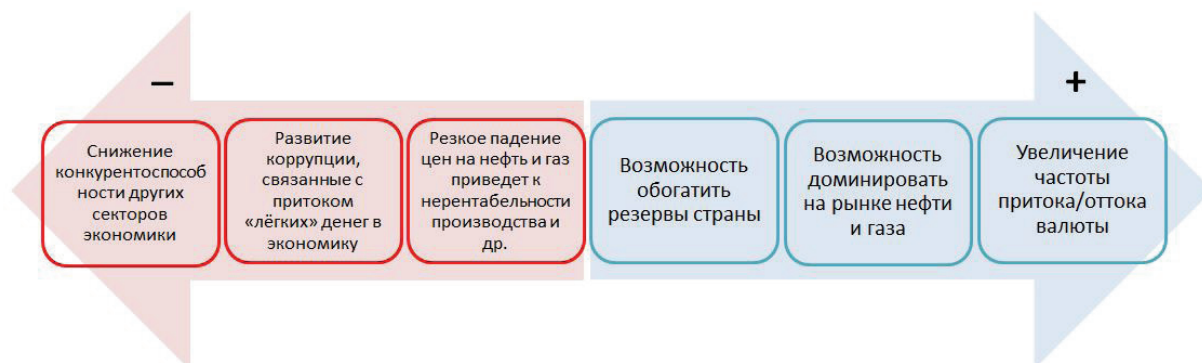 –
+
Снижение
конкурентоспособ
ности других
секторов
экономики
Развитие
коррупции,
связанные с
притоком
«лёгких» денег в
экономику
Резкое падение
цен на нефть и газ
приведет к
нерентабельности
производства и
др.
Возможность
обогатить
резервы страны
Возможность
доминировать
на рынке нефти
и газа
Увеличение
частоты
притока/оттока
валюты